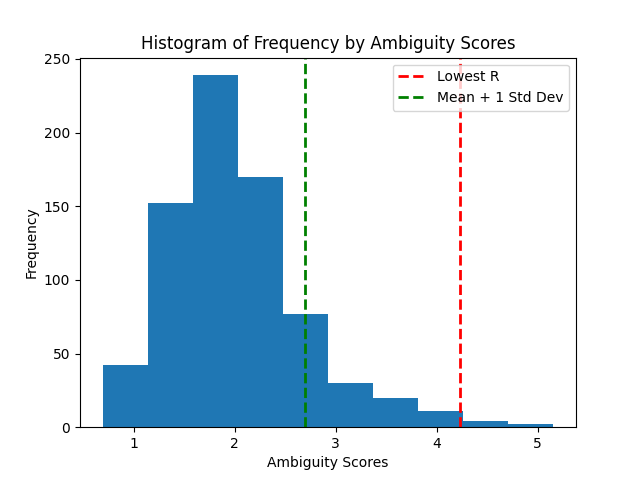 Histogram of Frequency by Ambiguity Scores
Lowest R
Mean + 1 Std Dev
250
200
150
100
50
0
Frequency
1 2 3 4 5
Ambiguity Scores